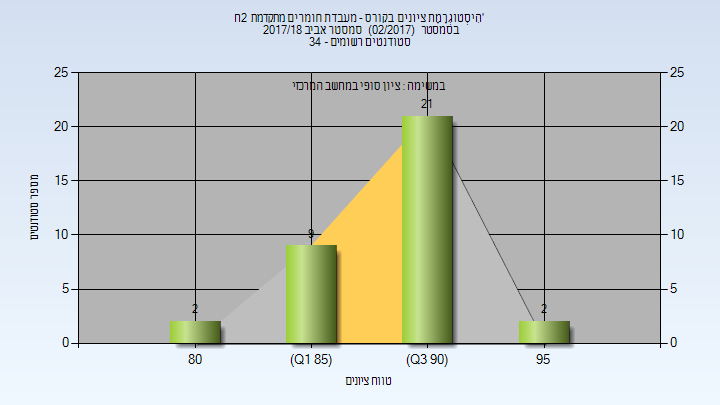 היסטוגרמת ציונים בקורס - מעבדת חומרים מתקדמת 2ח'
בסמסטר (02/2017) סמסטר אביב 2017/18
סטודנטים רשומים - 34
במשימה : ציון סופי במחשב המרכזי
25 25
20 20
15 15
10 10
5 5
0 0
2 9 21 2
80 (Q1 85) (Q3 90) 95
מספר סטודנטים
טווח ציונים